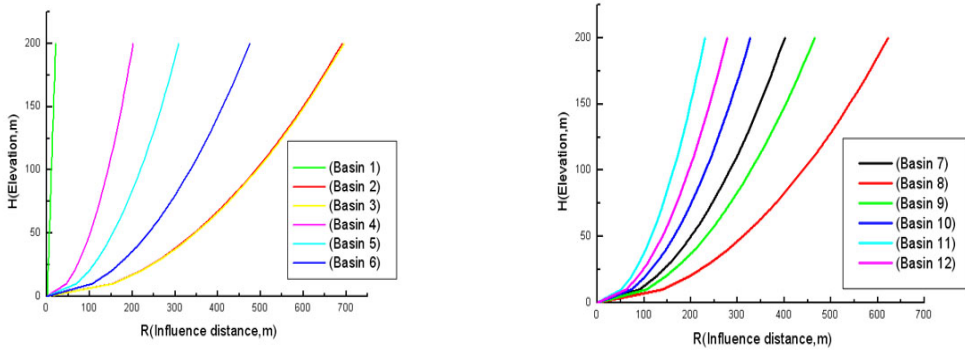 200
150
100
50
0
H(Elevation,m)
0 100 200 300 400 500 600 700
R(Influence distance,m)
(Basin 1)
(Basin 2)
(Basin 3)
(Basin 4)
(Basin 5)
(Basin 6)
200
150
100
50
0
H(Elevation,m)
0 100 200 300 400 500 600 700
R(Influence distance,m)
(Basin 7)
(Basin 8)
(Basin 9)
(Basin 10)
(Basin 11)
(Basin 12)